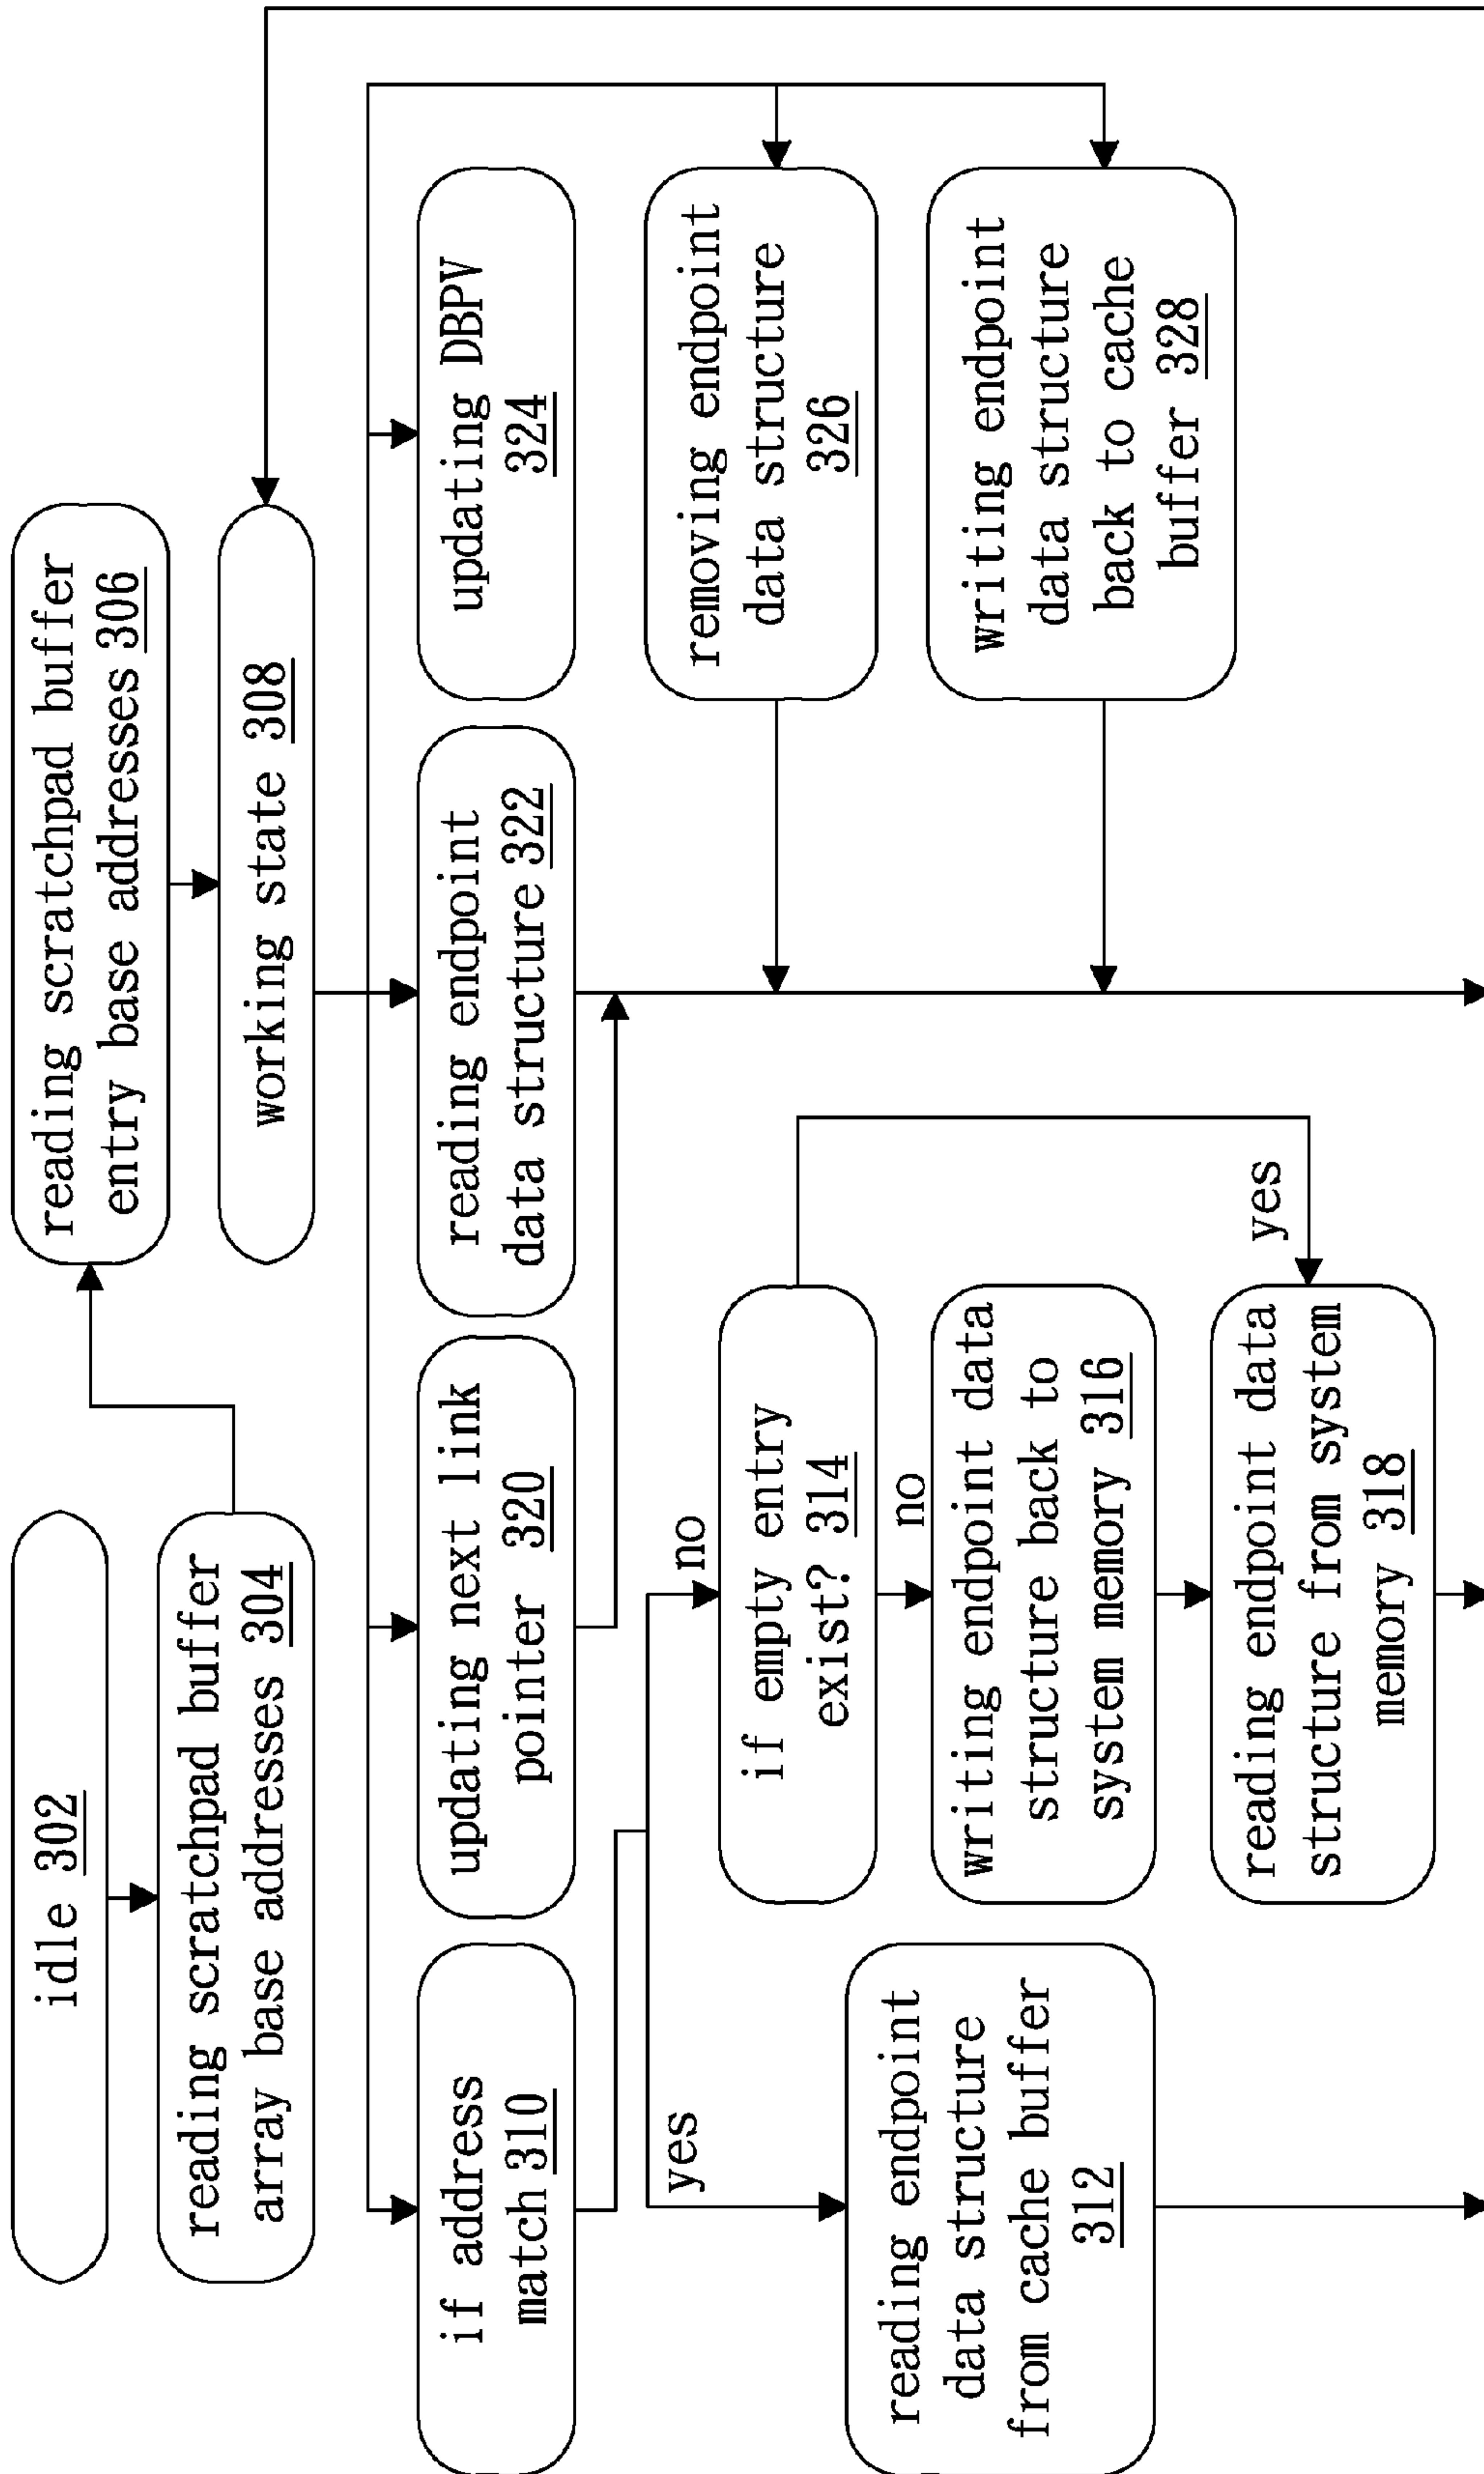 idle 302
reading scratchpad buffer
array base addresses 304
reading scratchpad buffer
entry base addresses 306
working state 308
if address
match 310
updating next link
pointer 320
reading endpoint
data structure 322
updating DBPV
324
yes
no
reading endpoint
data structure
from cache buffer
312
if empty entry
exist? 314
no
writing endpoint data
structure back to
system memory 316
yes
reading endpoint data
structure from system
memory 318
removing endpoint
data structure
326
writing endpoint
data structure
back to cache
buffer 328